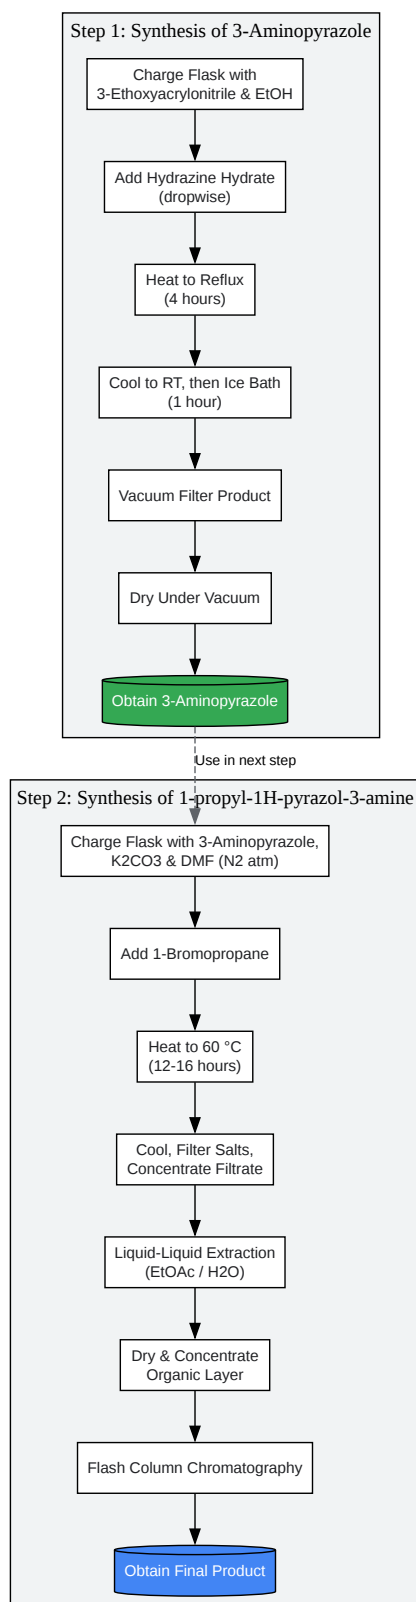 Step 1: Synthesis of 3-Aminopyrazole
Charge Flask with
3-Ethoxyacrylonitrile & EtOH
Add Hydrazine Hydrate
(dropwise)
Heat to Reflux
(4 hours)
Cool to RT, then Ice Bath
(1 hour)
Vacuum Filter Product
Dry Under Vacuum
Obtain 3-Aminopyrazole
Use in next step
Step 2: Synthesis of 1-propyl-1H-pyrazol-3-amine
Charge Flask with 3-Aminopyrazole,
K2CO3 & DMF (N2 atm)
Add 1-Bromopropane
Heat to 60 °C
(12-16 hours)
Cool, Filter Salts,
Concentrate Filtrate
Liquid-Liquid Extraction
(EtOAc / H2O)
Dry & Concentrate
Organic Layer
Flash Column Chromatography
Obtain Final Product